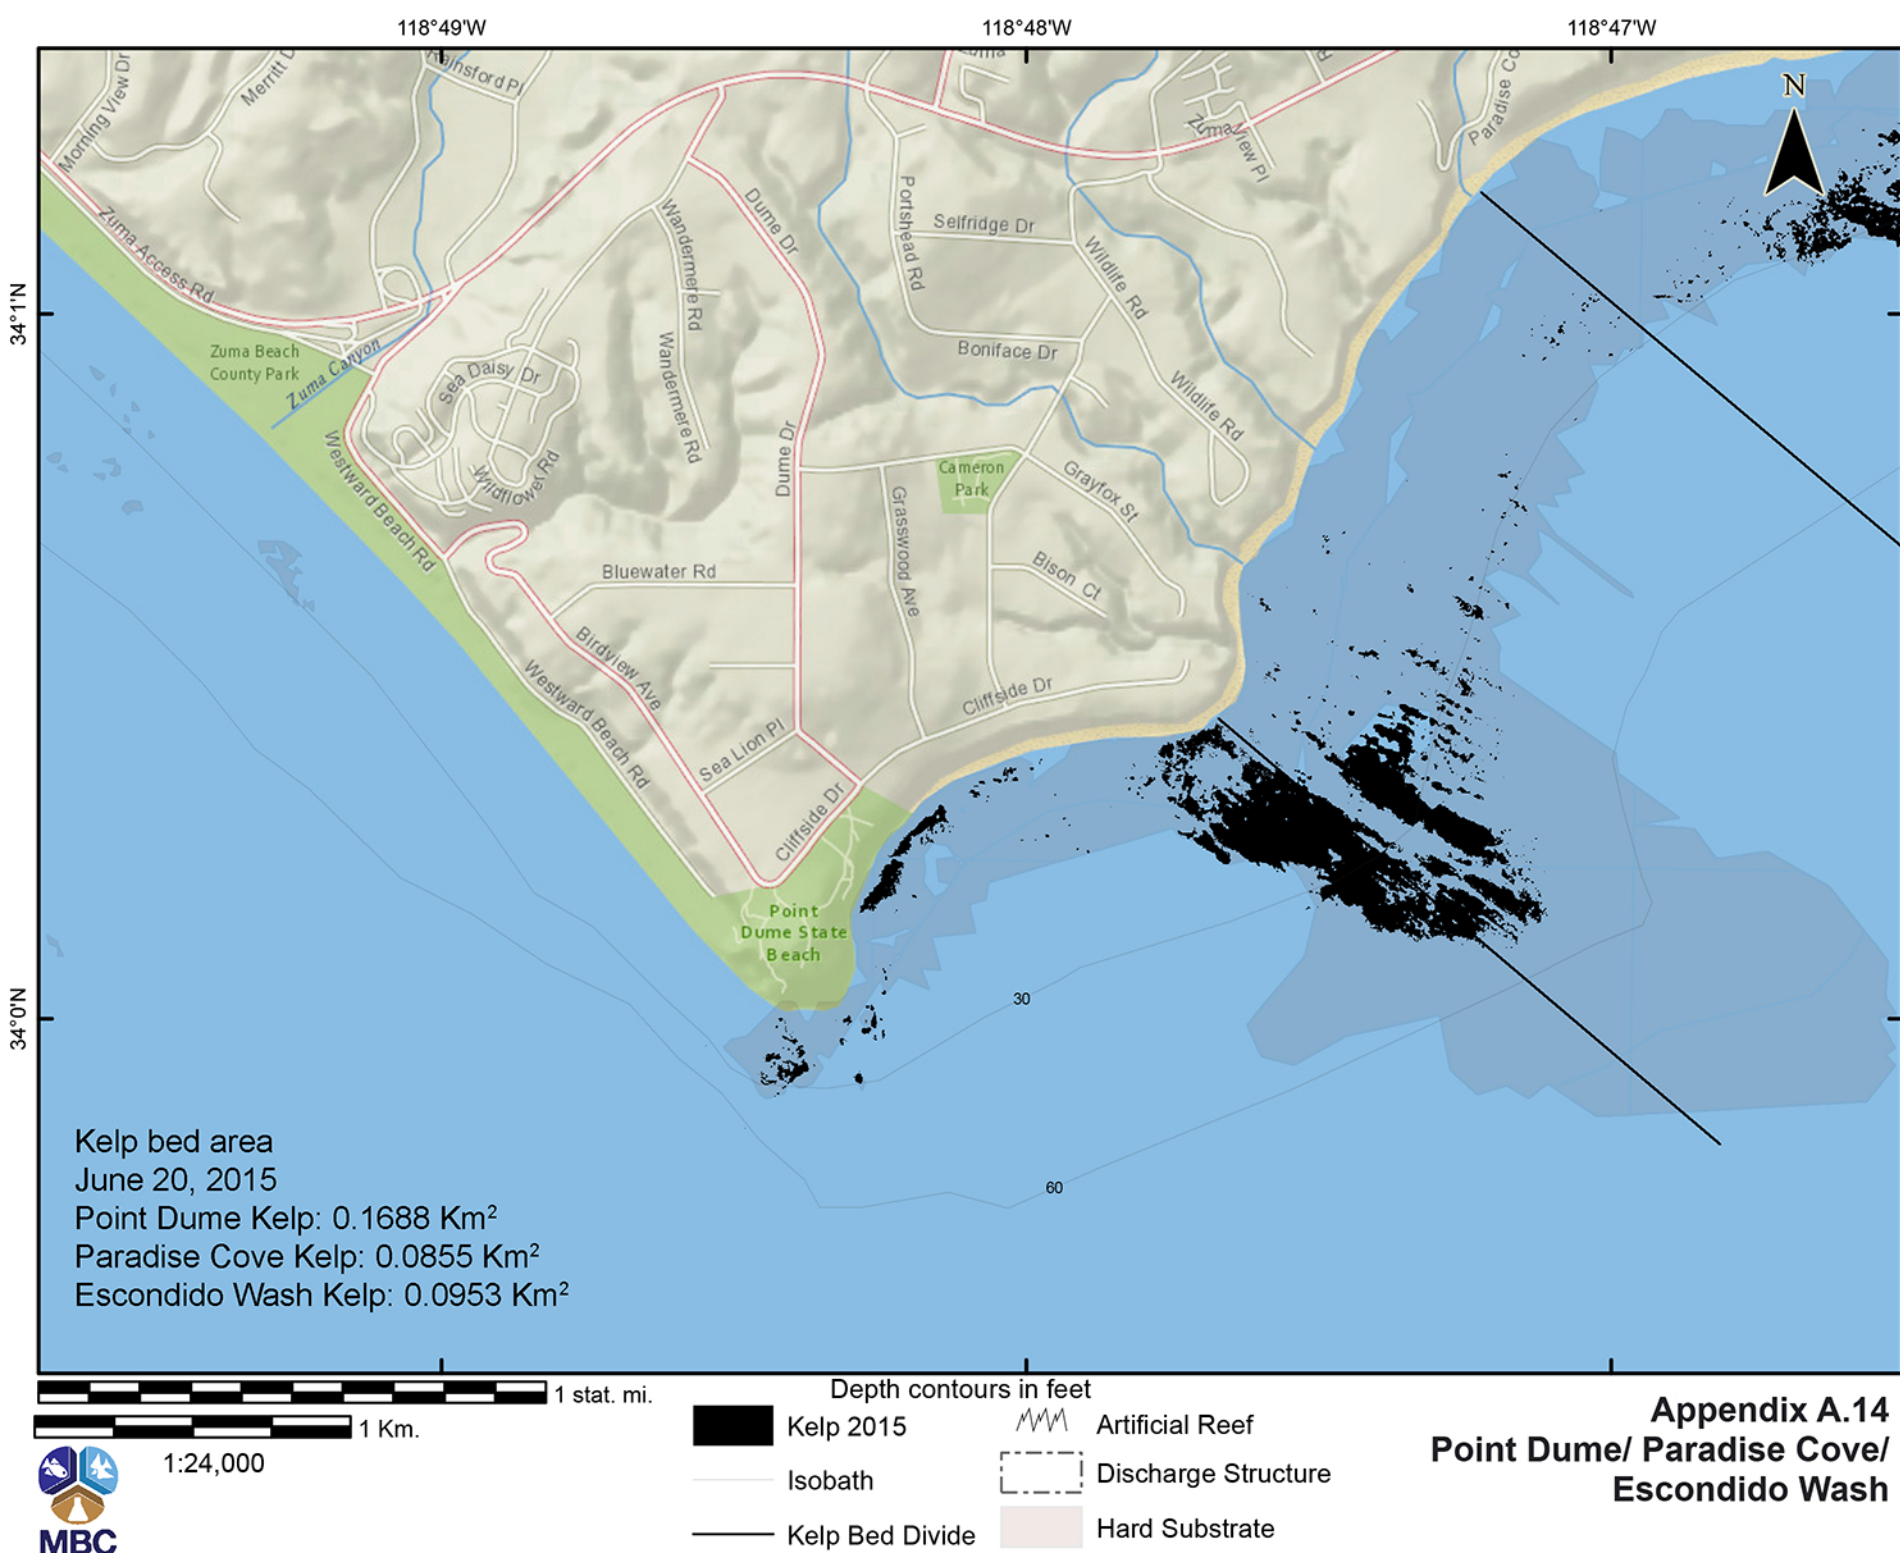 118°49'W
118°48'W
118°47'W
34°1'N
34°0'N
N
Morning View Dr
Merritt D
Rainsford Pl
Zuma
Paradise Co
Zuma View Pl
Zuma Access Rd
Dume Dr
Portshead Rd
Selfridge Dr
Wandermere Rd
Wildlife Rd
Zuma Beach
County Park
Zuma Canyon
Sea Daisy Dr
Wandermere Rd
Boniface Dr
Wildlife Rd
Westward Beach Rd
Wildflower Rd
Dume Dr
Cameron
Park
Grayfox St
Grasswood Ave
Bluewater Rd
Bison Ct
Birdview Ave
Westward Beach Rd
Cliffside Dr
Sea Lion Pl
Cliffside Dr
Point
Dume State
Beach
30
60
Kelp bed area
June 20, 2015
Point Dume Kelp: 0.1688 Km²
Paradise Cove Kelp: 0.0855 Km²
Escondido Wash Kelp: 0.0953 Km²
1 stat. mi.
1 Km.
1:24,000
MBC
Depth contours in feet
Kelp 2015
Isobath
Kelp Bed Divide
Artificial Reef
Discharge Structure
Hard Substrate
Appendix A.14
Point Dume/ Paradise Cove/
Escondido Wash